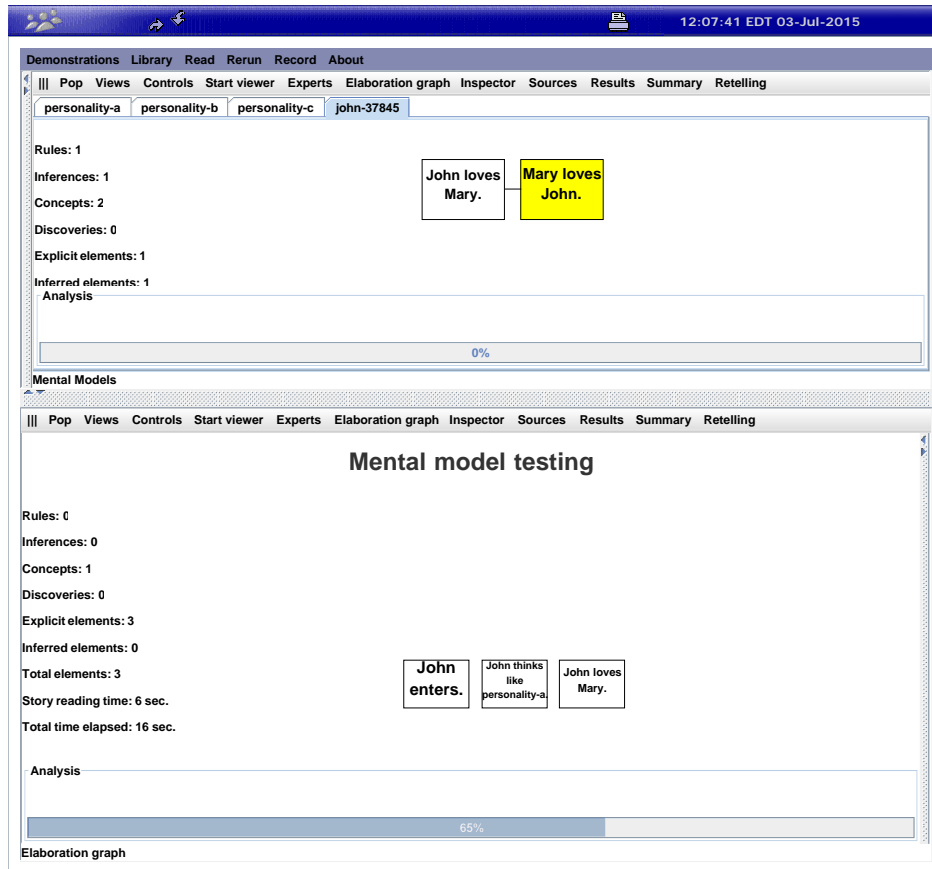 12:07:41 EDT 03-Jul-2015
Demonstrations Library Read Rerun Record About
||| Pop Views Controls Start viewer Experts Elaboration graph Inspector Sources Results Summary Retelling
personality-a personality-b personality-c john-37845
Rules: 1
Inferences: 1
Concepts: 2
Discoveries: 0
Explicit elements: 1
Inferred elements: 1
John loves
Mary.
Mary loves
John.
Analysis
0%
Mental Models
||| Pop Views Controls Start viewer Experts Elaboration graph Inspector Sources Results Summary Retelling
Mental model testing
Rules: 0
Inferences: 0
Concepts: 1
Discoveries: 0
Explicit elements: 3
Inferred elements: 0
Total elements: 3
Story reading time: 6 sec.
Total time elapsed: 16 sec.
John
enters.
John thinks
like
personality-a.
John loves
Mary.
Analysis
65%
Elaboration graph